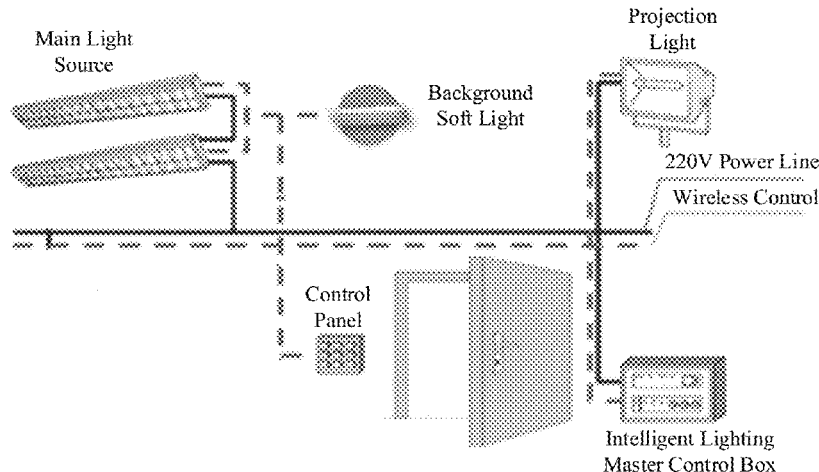 Main Light
Source
Background
Soft Light
Projection
Light
220V Power Line
Wireless Control
Control
Panel
Intelligent Lighting
Master Control Box